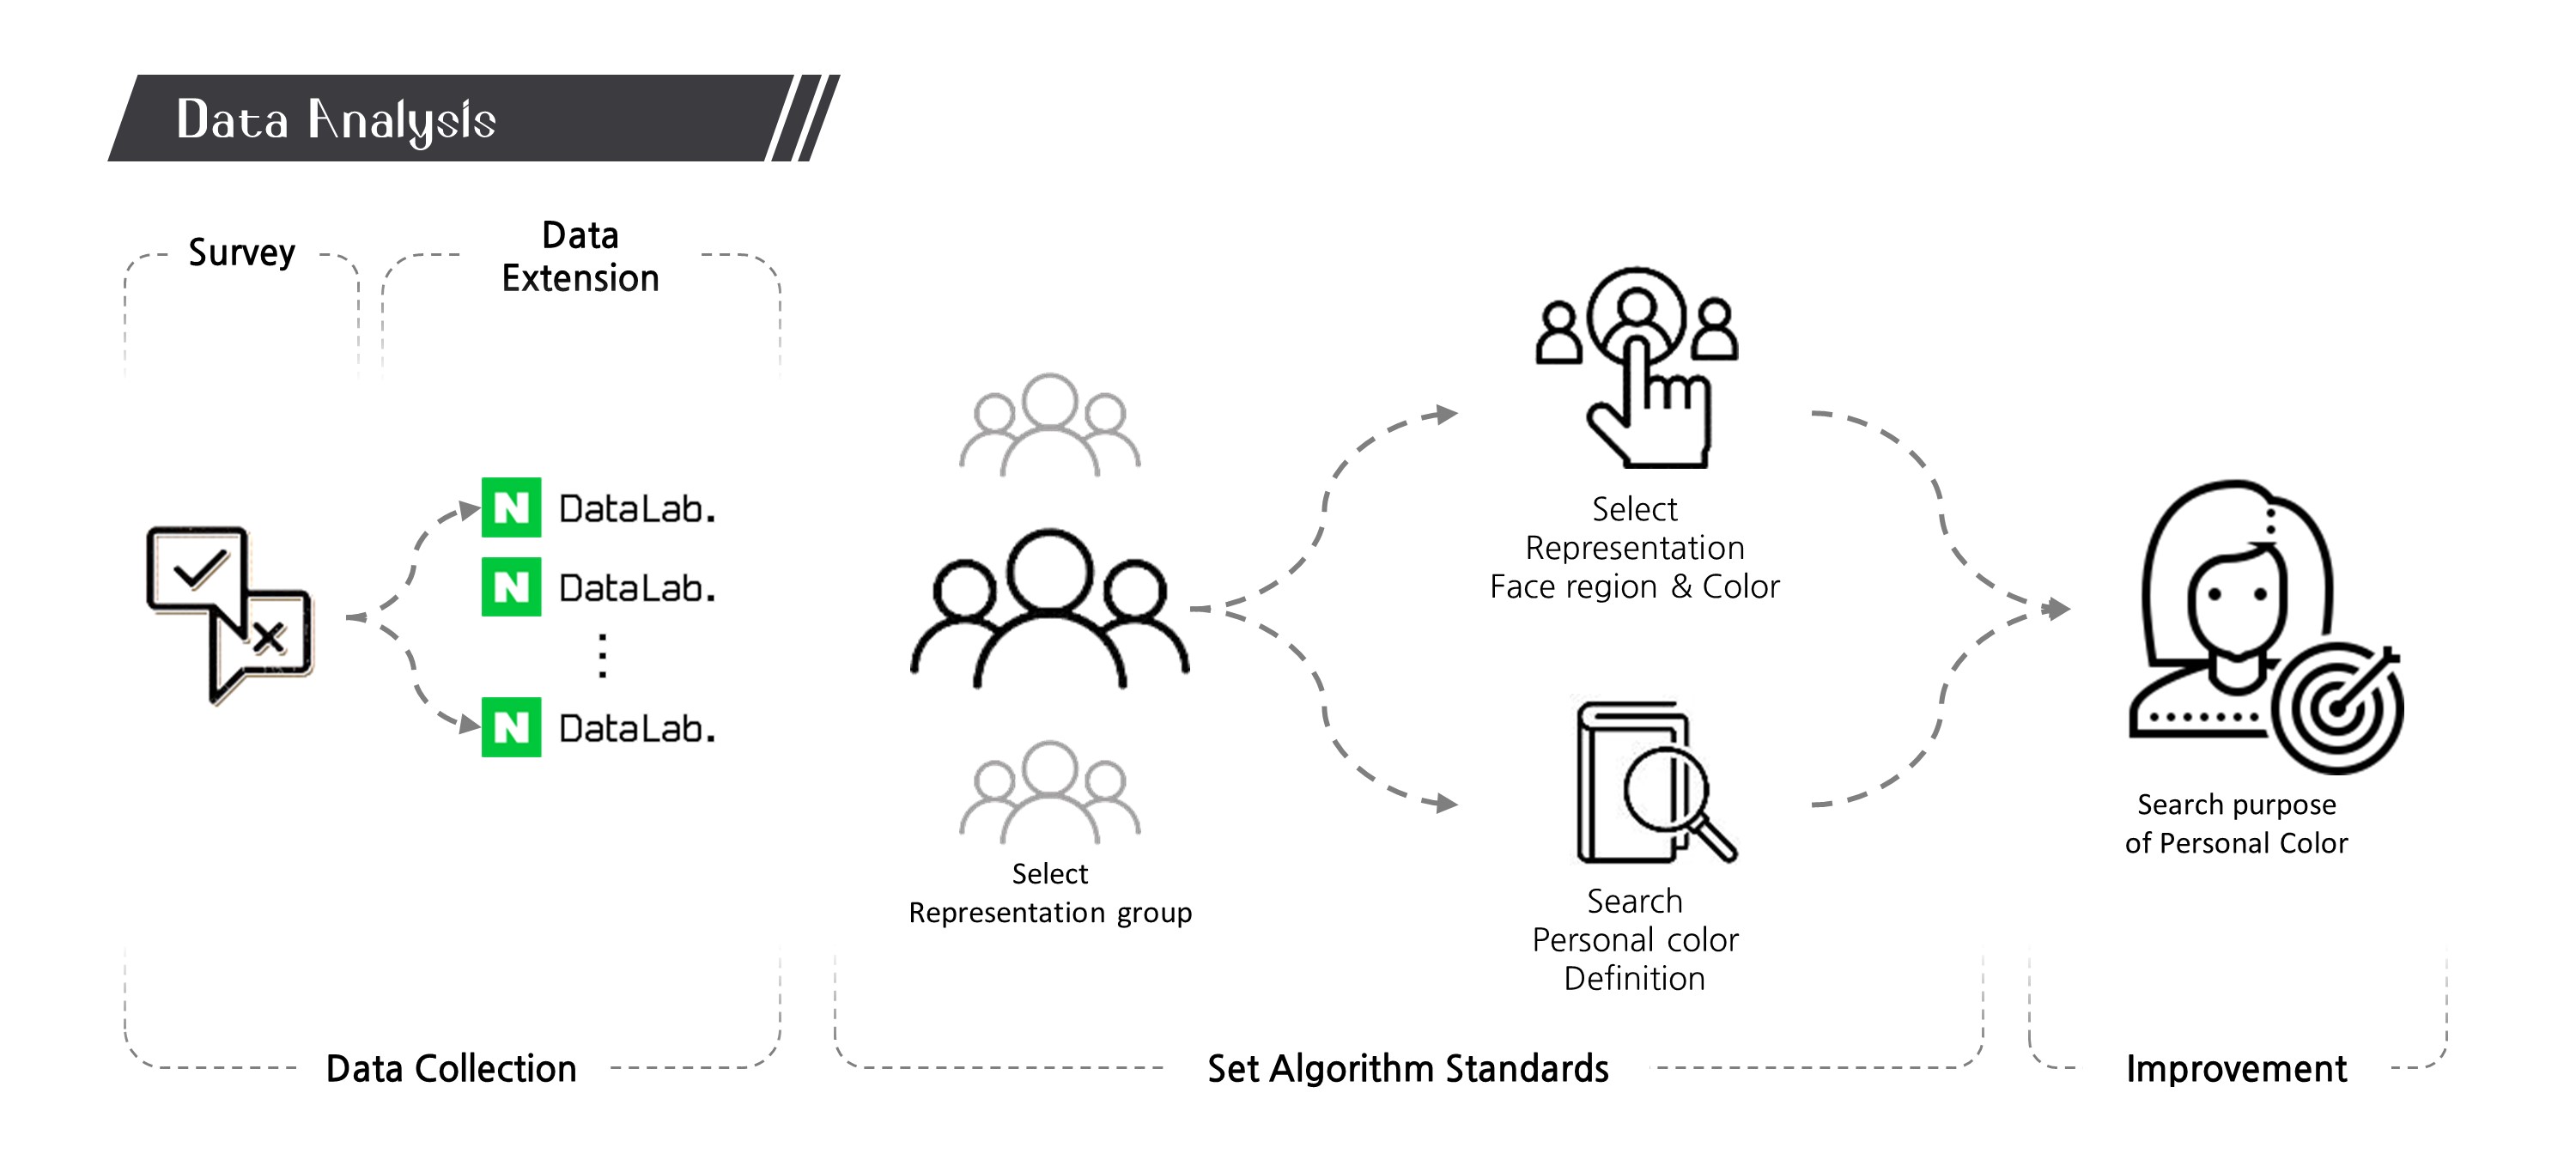 Data Analysis
Survey
Data
Extension
N DataLab.
N DataLab.
N DataLab.
Select
Representation group
Select
Representation
Face region & Color
Search
Personal color
Definition
Search purpose
of Personal Color
Data Collection
Set Algorithm Standards
Improvement